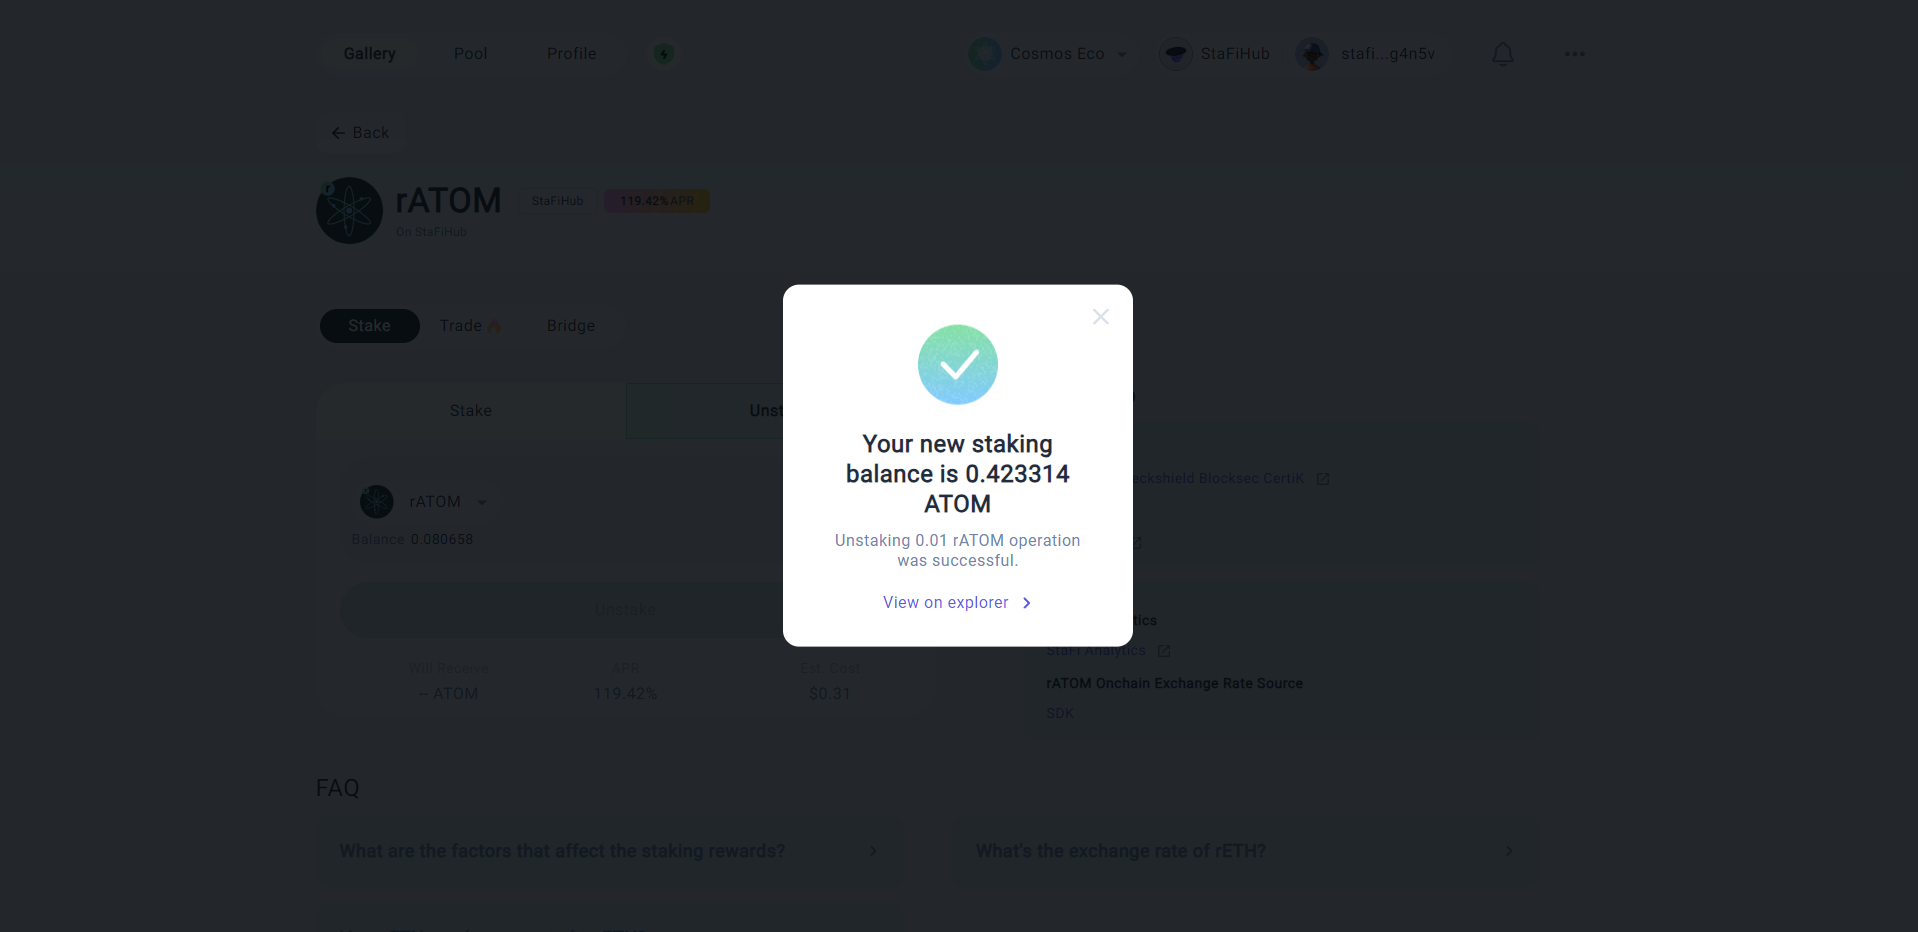 Gallery Pool Profile Cosmos Eco StaFiHub stafi...g4n5v
Back
r
rATOM StaFiHub 119.42% APR
On StaFiHub
Stake Trade Bridge
Stake
rATOM
Balance 0.080658
Unstake
Will Receive APR Est. Cost
-- ATOM 119.42% $0.31
Your new staking
balance is 0.423314
ATOM
Unstaking 0.01 rATOM operation
was successful.
View on explorer
Blocksec CertiK
StaFi Analytics
rATOM Onchain Exchange Rate Source
SDK
FAQ
What are the factors that affect the staking rewards?
What's the exchange rate of rETH?